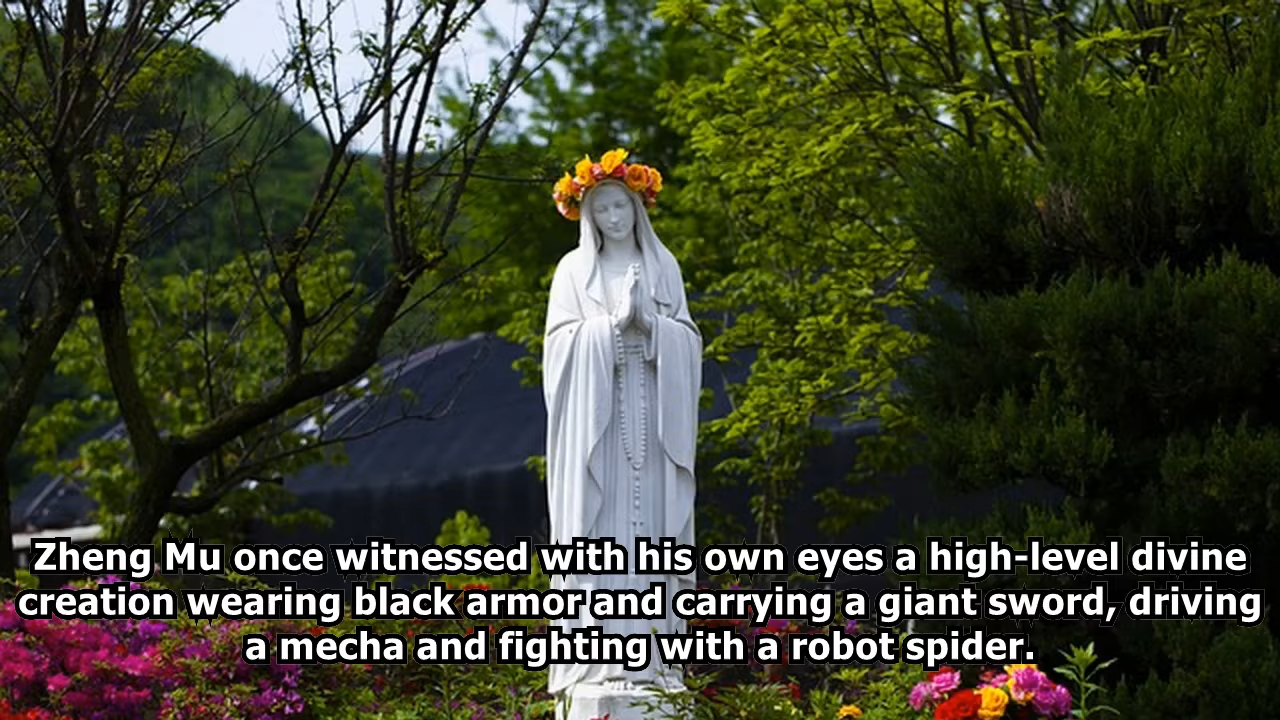 Zheng Mu once witnessed with his own eyes a high-level divine
creation wearing black armor and carrying a giant sword, driving
a mecha and fighting with a robot spider.